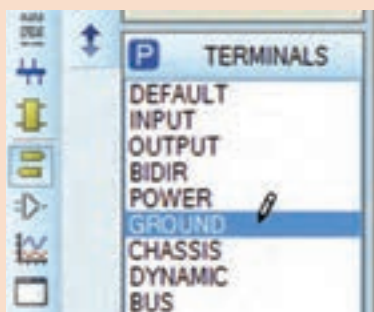 P TERMINALS
DEFAULT
INPUT
OUTPUT
BIDIR
POWER
GROUND
CHASSIS
DYNAMIC
BUS